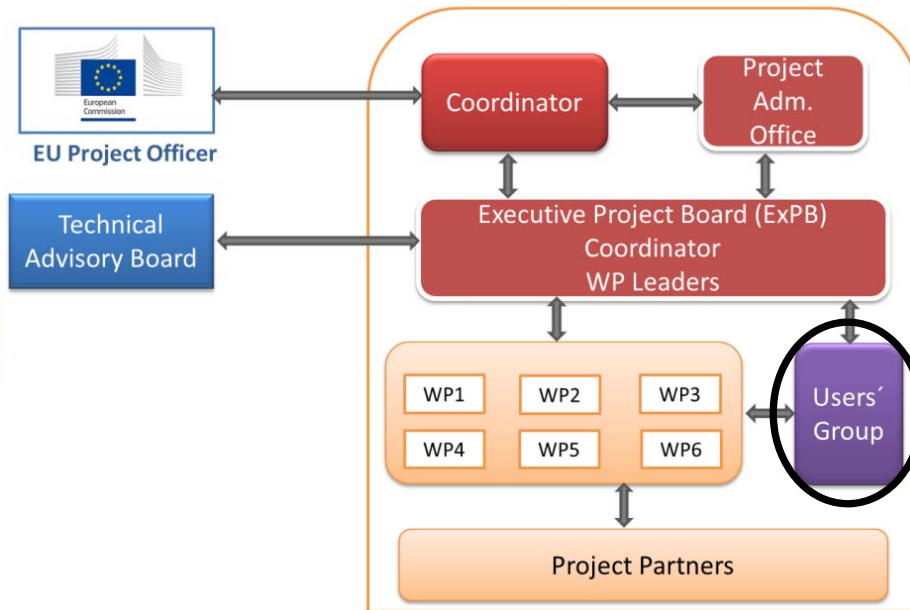 European
Commission
EU Project Officer
Coordinator
Project
Adm.
Office
Technical
Advisory Board
Executive Project Board (ExPB)
Coordinator
WP Leaders
WP1
WP2
WP3
WP4
WP5
WP6
Users´
Group
Project Partners